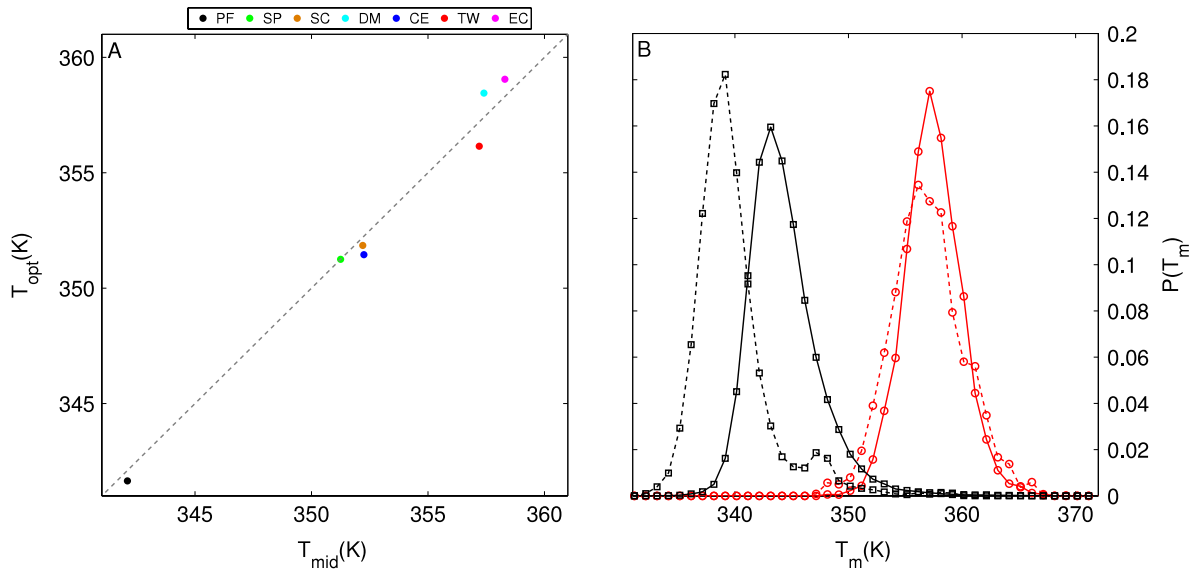 PF SP SC DM CE TW EC
A
360
355
350
345
T_opt(K)
345 350 355 360
T_mid(K)
B
0.2
0.18
0.16
0.14
0.12
0.1
0.08
0.06
0.04
0.02
0
P(T_m)
340 350 360 370
T_m(K)